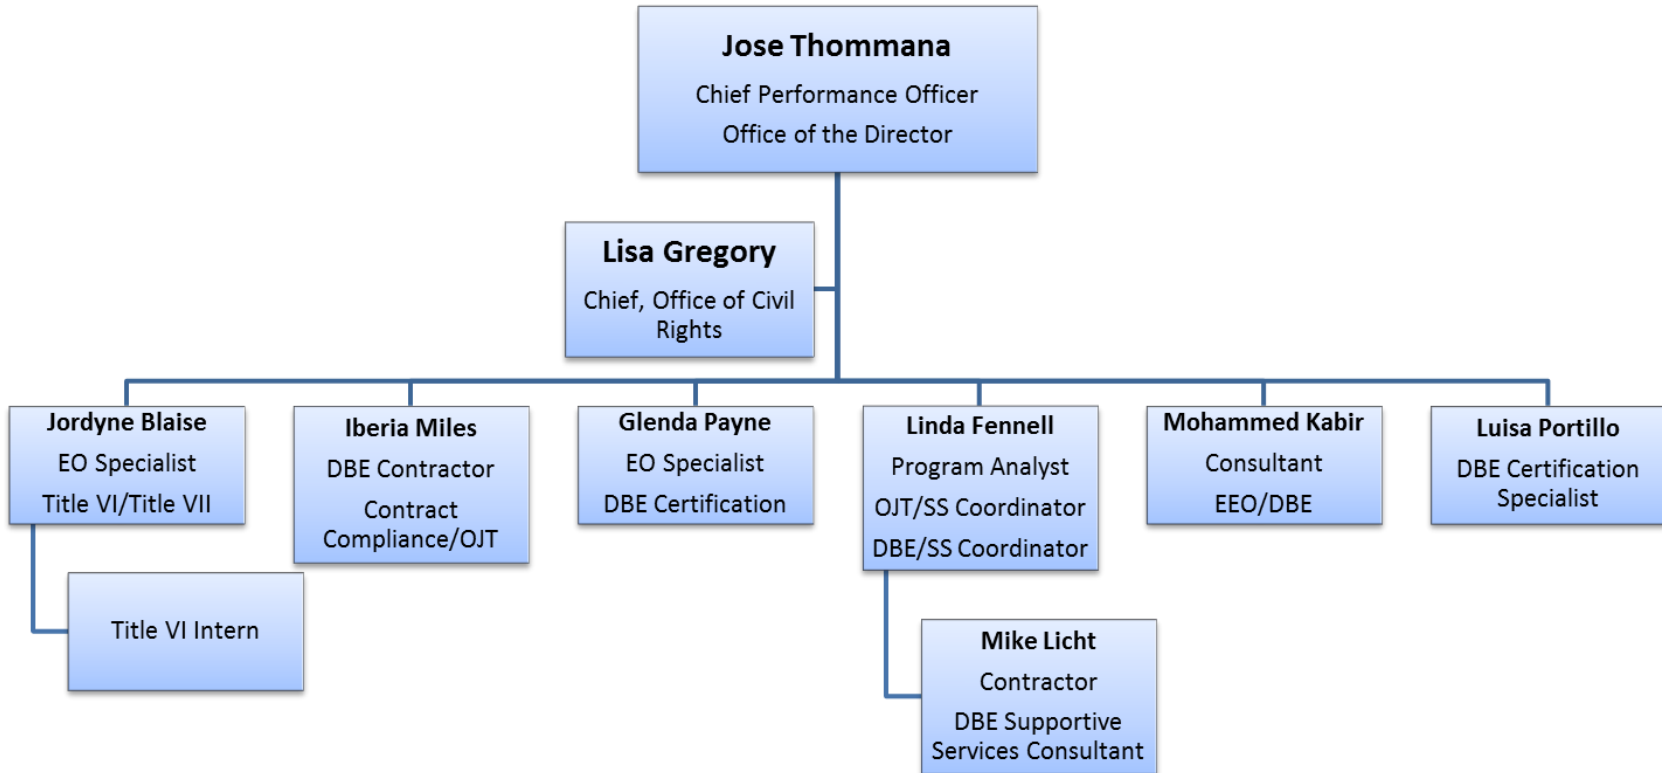 Jose Thommana
Chief Performance Officer
Office of the Director
Lisa Gregory
Chief, Office of Civil
Rights
Jordyne Blaise
EO Specialist
Title VI/Title VII
Iberia Miles
DBE Contractor
Contract
Compliance/OJT
Glenda Payne
EO Specialist
DBE Certification
Linda Fennell
Program Analyst
OJT/SS Coordinator
DBE/SS Coordinator
Mohammed Kabir
Consultant
EEO/DBE
Luisa Portillo
DBE Certification
Specialist
Title VI Intern
Mike Licht
Contractor
DBE Supportive
Services Consultant